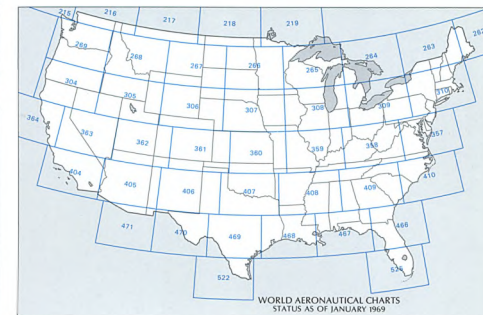 215 216 217 218 219
269 268 267 266 265 264 263 262
304 305 306 307 308 309 310
364 363 362 361 360 359 358 357
404 405 406 407 408 409 410
471 470 469 468 467 466
522
WORLD AERONAUTICAL CHARTS
STATUS AS OF JANUARY 1969